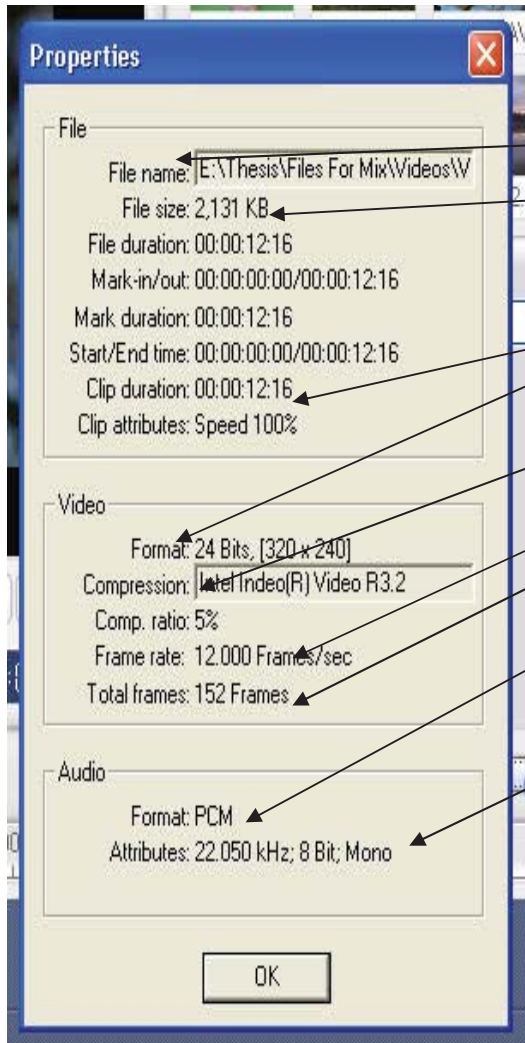 Properties
File
File name: E:\Thesis\Files For Mix\Videos\V
File size: 2,131 KB
File duration: 00:00:12:16
Mark-in/out: 00:00:00:00/00:00:12:16
Mark duration: 00:00:12:16
Start/End time: 00:00:00:00/00:00:12:16
Clip duration: 00:00:12:16
Clip attributes: Speed 100%
Video
Format: 24 Bits, [320 x 240]
Compression: Intel Indeo(R) Video R3.2
Comp. ratio: 5%
Frame rate: 12.000 Frames/sec
Total frames: 152 Frames
Audio
Format: PCM
Attributes: 22.050 kHz; 8 Bit; Mono
OK